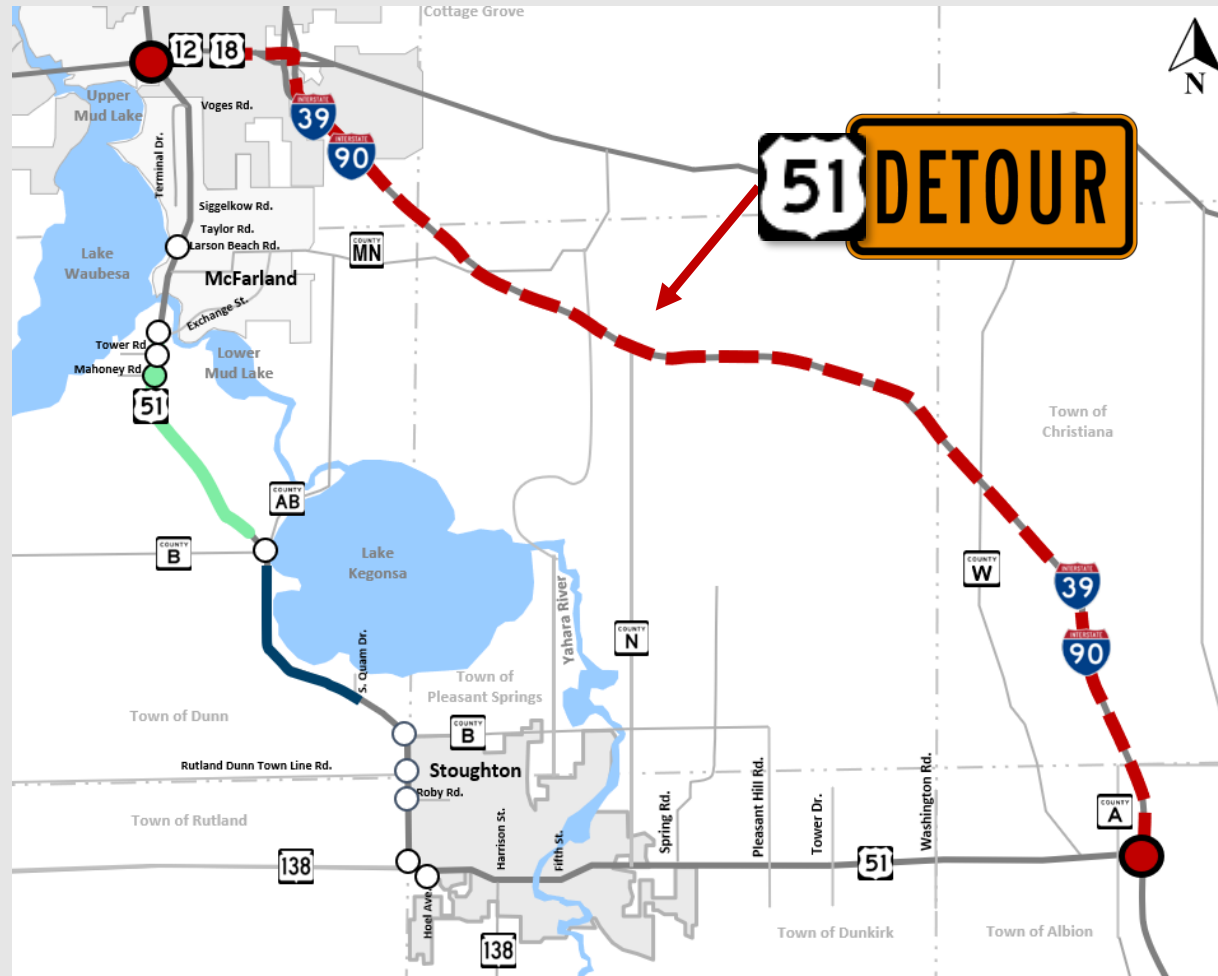 Cottage Grove
12
18
N
Upper
Mud Lake
Voges Rd.
INTERSTATE
39
INTERSTATE
90
51
DETOUR
Terminal Dr.
Siggelkow Rd.
Taylor Rd.
Larson Beach Rd.
COUNTY
MN
Lake
Waubesa
McFarland
Exchange St.
Tower Rd
Lower
Mud Lake
Mahoney Rd
51
Town of
Christiana
COUNTY
AB
COUNTY
B
Lake
Kegonsa
COUNTY
W
INTERSTATE
39
Yahara River
COUNTY
N
INTERSTATE
90
S. Quam Dr.
Town of
Pleasant Springs
Town of Dunn
COUNTY
B
Rutland Dunn Town Line Rd.
Stoughton
Roby Rd.
Town of Rutland
Harrison St.
Fifth St.
Spring Rd.
Pleasant Hill Rd.
Tower Dr.
Washington Rd.
COUNTY
A
138
51
Hoel Ave.
138
Town of Dunkirk
Town of Albion